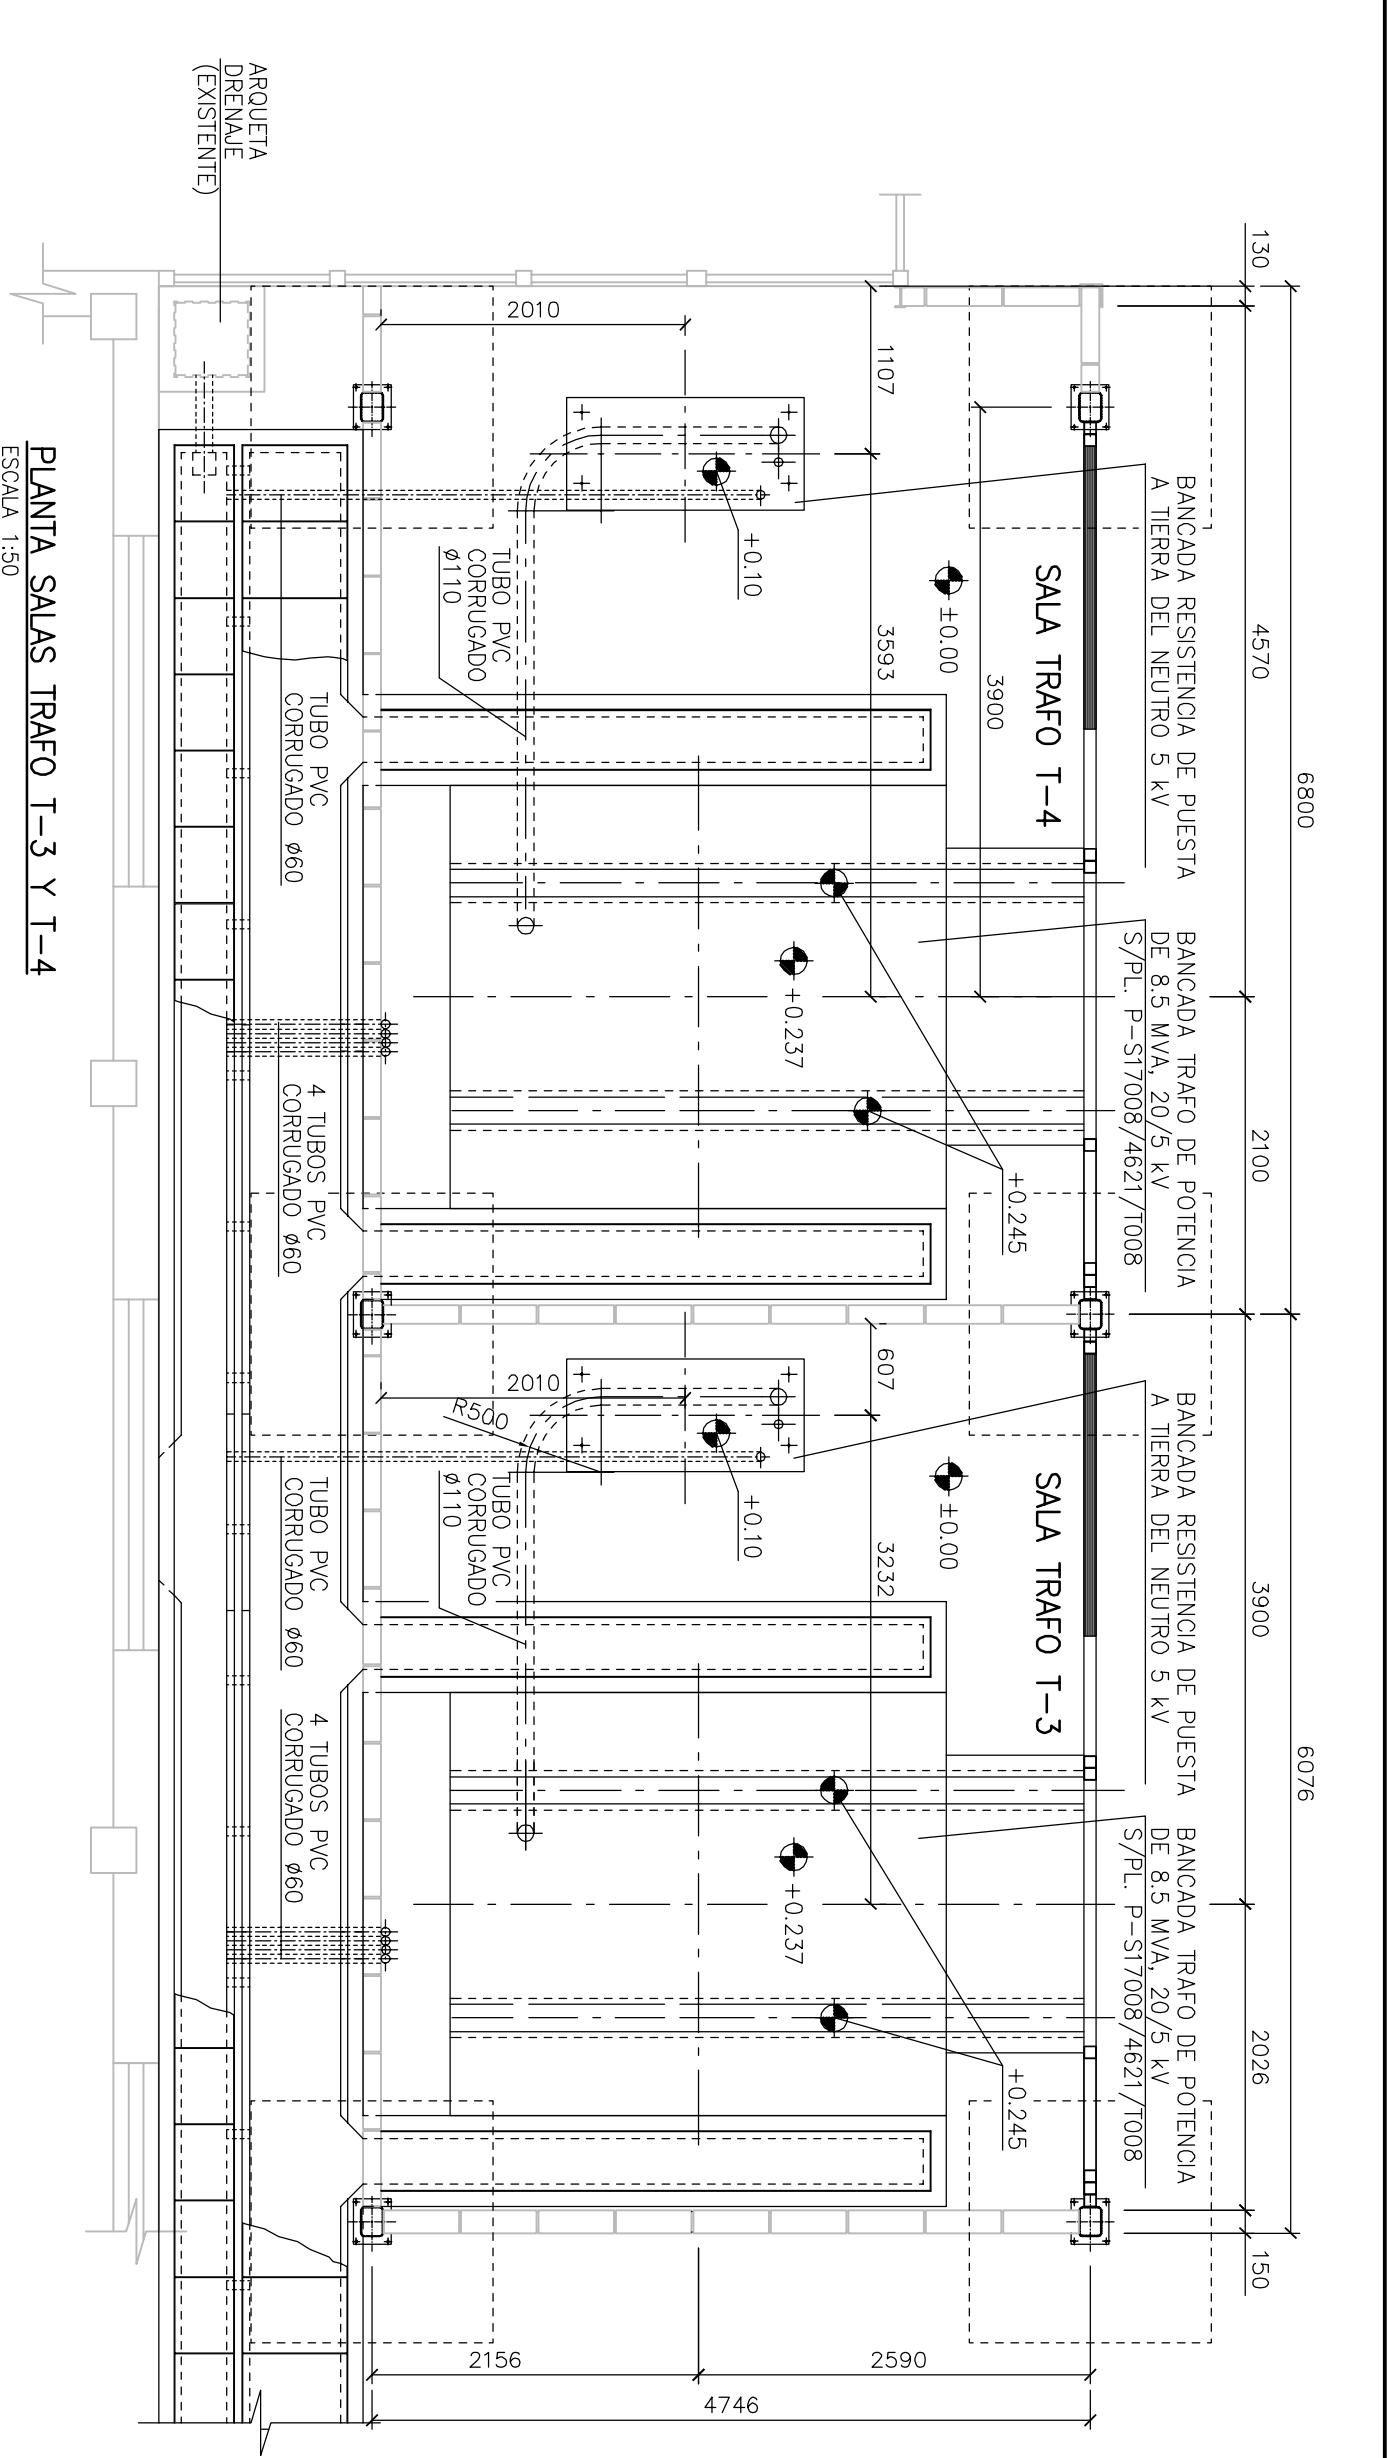 6800
6076
130
4570
2100
3900
2026
150
BANCADA RESISTENCIA DE PUESTA
A TIERRA DEL NEUTRO 5 kV
BANCADA TRAFO DE POTENCIA
DE 8.5 MVA, 20/5 kV
S/PL. P-S17008/4621/T008
BANCADA RESISTENCIA DE PUESTA
A TIERRA DEL NEUTRO 5 kV
BANCADA TRAFO DE POTENCIA
DE 8.5 MVA, 20/5 kV
S/PL. P-S17008/4621/T008
SALA TRAFO T-4
SALA TRAFO T-3
3900
+0.245
+0.245
±0.00
±0.00
1107
3593
607
3232
+0.237
+0.237
+0.10
+0.10
2010
2010
R500
2590
2156
4746
TUBO PVC
CORRUGADO
ø110
TUBO PVC
CORRUGADO
ø110
TUBO PVC
CORRUGADO ø60
4 TUBOS PVC
CORRUGADO ø60
TUBO PVC
CORRUGADO ø60
4 TUBOS PVC
CORRUGADO ø60
ARQUETA
DRENAJE
(EXISTENTE)
PLANTA SALAS TRAFO T-3 Y T-4
ESCALA 1:50